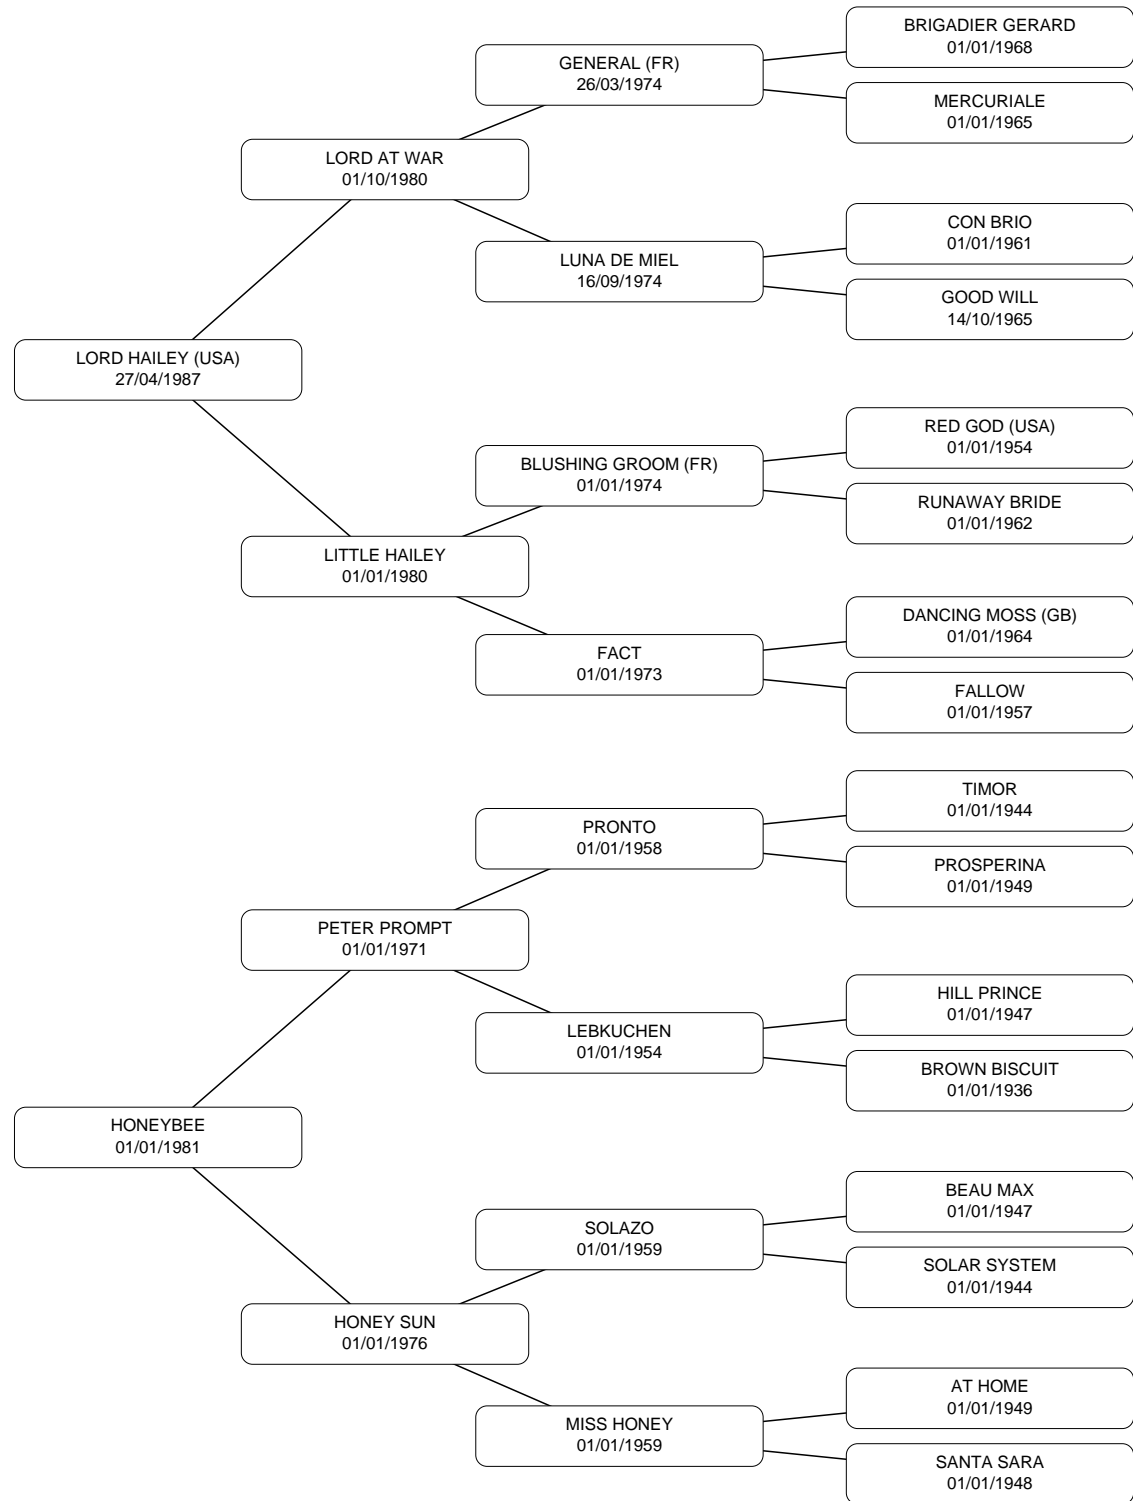 BRIGADIER GERARD
01/01/1968
GENERAL (FR)
26/03/1974
MERCURIALE
01/01/1965
LORD AT WAR
01/10/1980
CON BRIO
01/01/1961
LUNA DE MIEL
16/09/1974
GOOD WILL
14/10/1965
LORD HAILEY (USA)
27/04/1987
RED GOD (USA)
01/01/1954
BLUSHING GROOM (FR)
01/01/1974
RUNAWAY BRIDE
01/01/1962
LITTLE HAILEY
01/01/1980
DANCING MOSS (GB)
01/01/1964
FACT
01/01/1973
FALLOW
01/01/1957
TIMOR
01/01/1944
PRONTO
01/01/1958
PROSPERINA
01/01/1949
PETER PROMPT
01/01/1971
HILL PRINCE
01/01/1947
LEBKUCHEN
01/01/1954
BROWN BISCUIT
01/01/1936
HONEYBEE
01/01/1981
BEAU MAX
01/01/1947
SOLAZO
01/01/1959
SOLAR SYSTEM
01/01/1944
HONEY SUN
01/01/1976
AT HOME
01/01/1949
MISS HONEY
01/01/1959
SANTA SARA
01/01/1948